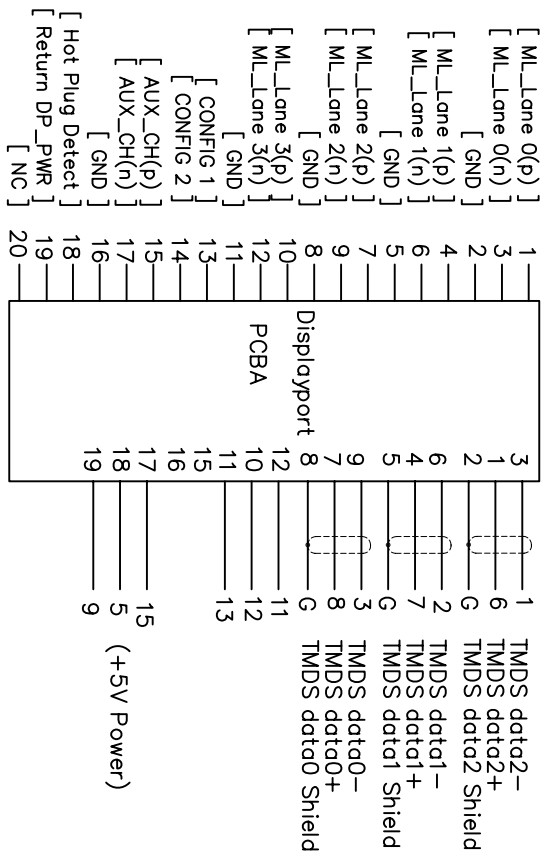 [ ML_Lane 0(p) ] 1 3 1 TMDS data2-
[ ML_Lane 0(n) ] 3 1 6 TMDS data2+
[ GND ] 2 2 G TMDS data2 Shield
[ ML_Lane 1(p) ] 4 6 2 TMDS data1-
[ ML_Lane 1(n) ] 6 4 7 TMDS data1+
[ GND ] 5 5 G TMDS data1 Shield
[ ML_Lane 2(p) ] 7 9 3 TMDS data0-
[ ML_Lane 2(n) ] 9 7 8 TMDS data0+
[ GND ] 8 Displayport 8 G TMDS data0 Shield
[ ML_Lane 3(p) ] 10 12 11
[ ML_Lane 3(n) ] 12 PCBA 10 12
[ GND ] 11 11 13
[ CONFIG 1 ] 13 15
[ CONFIG 2 ] 14 16
[ AUX_CH(p) ] 15 17 15
[ AUX_CH(n) ] 17 18 5 (+5V Power)
[ GND ] 16 19 9
[ Hot Plug Detect ] 18
[ Return DP_PWR ] 19
[ NC ] 20